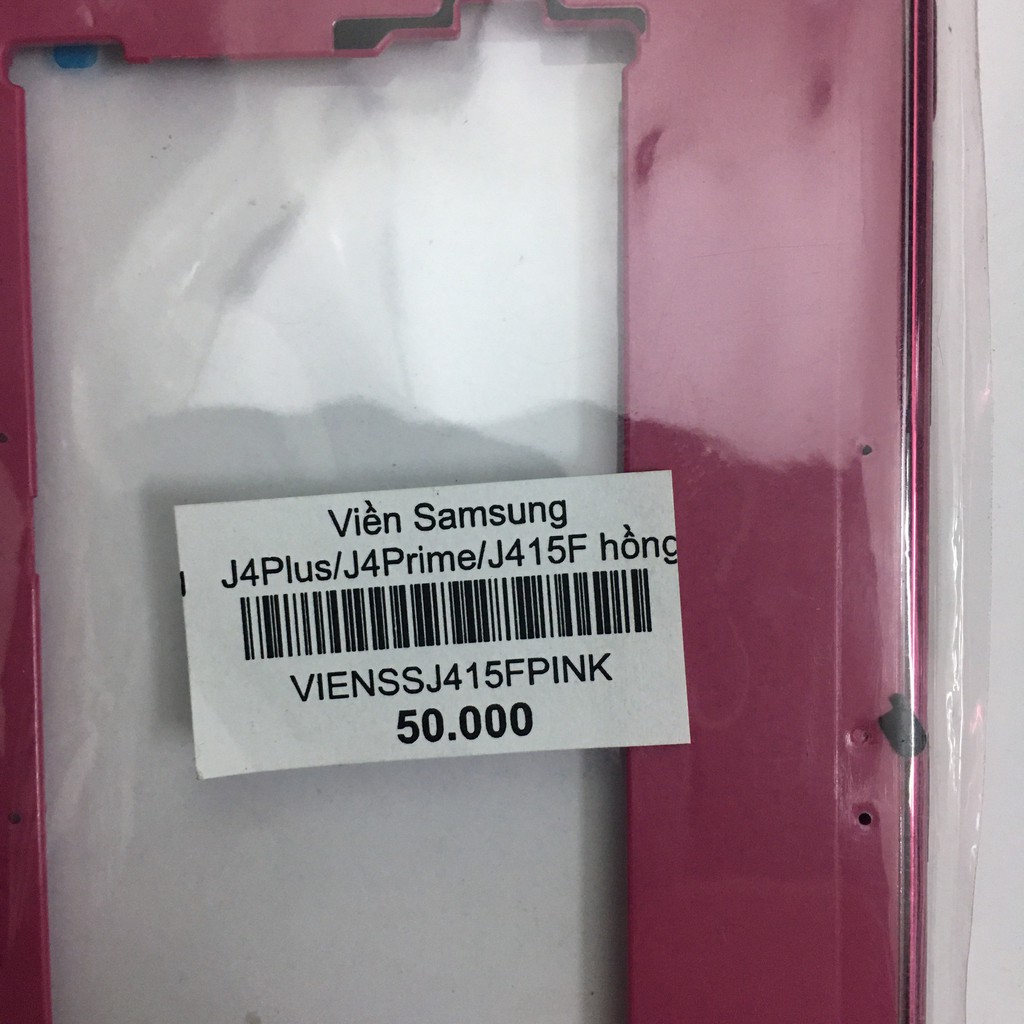 Viền Samsung
J4Plus/J4Prime/J415F hồng
VIENSSJ415FPINK
50.000